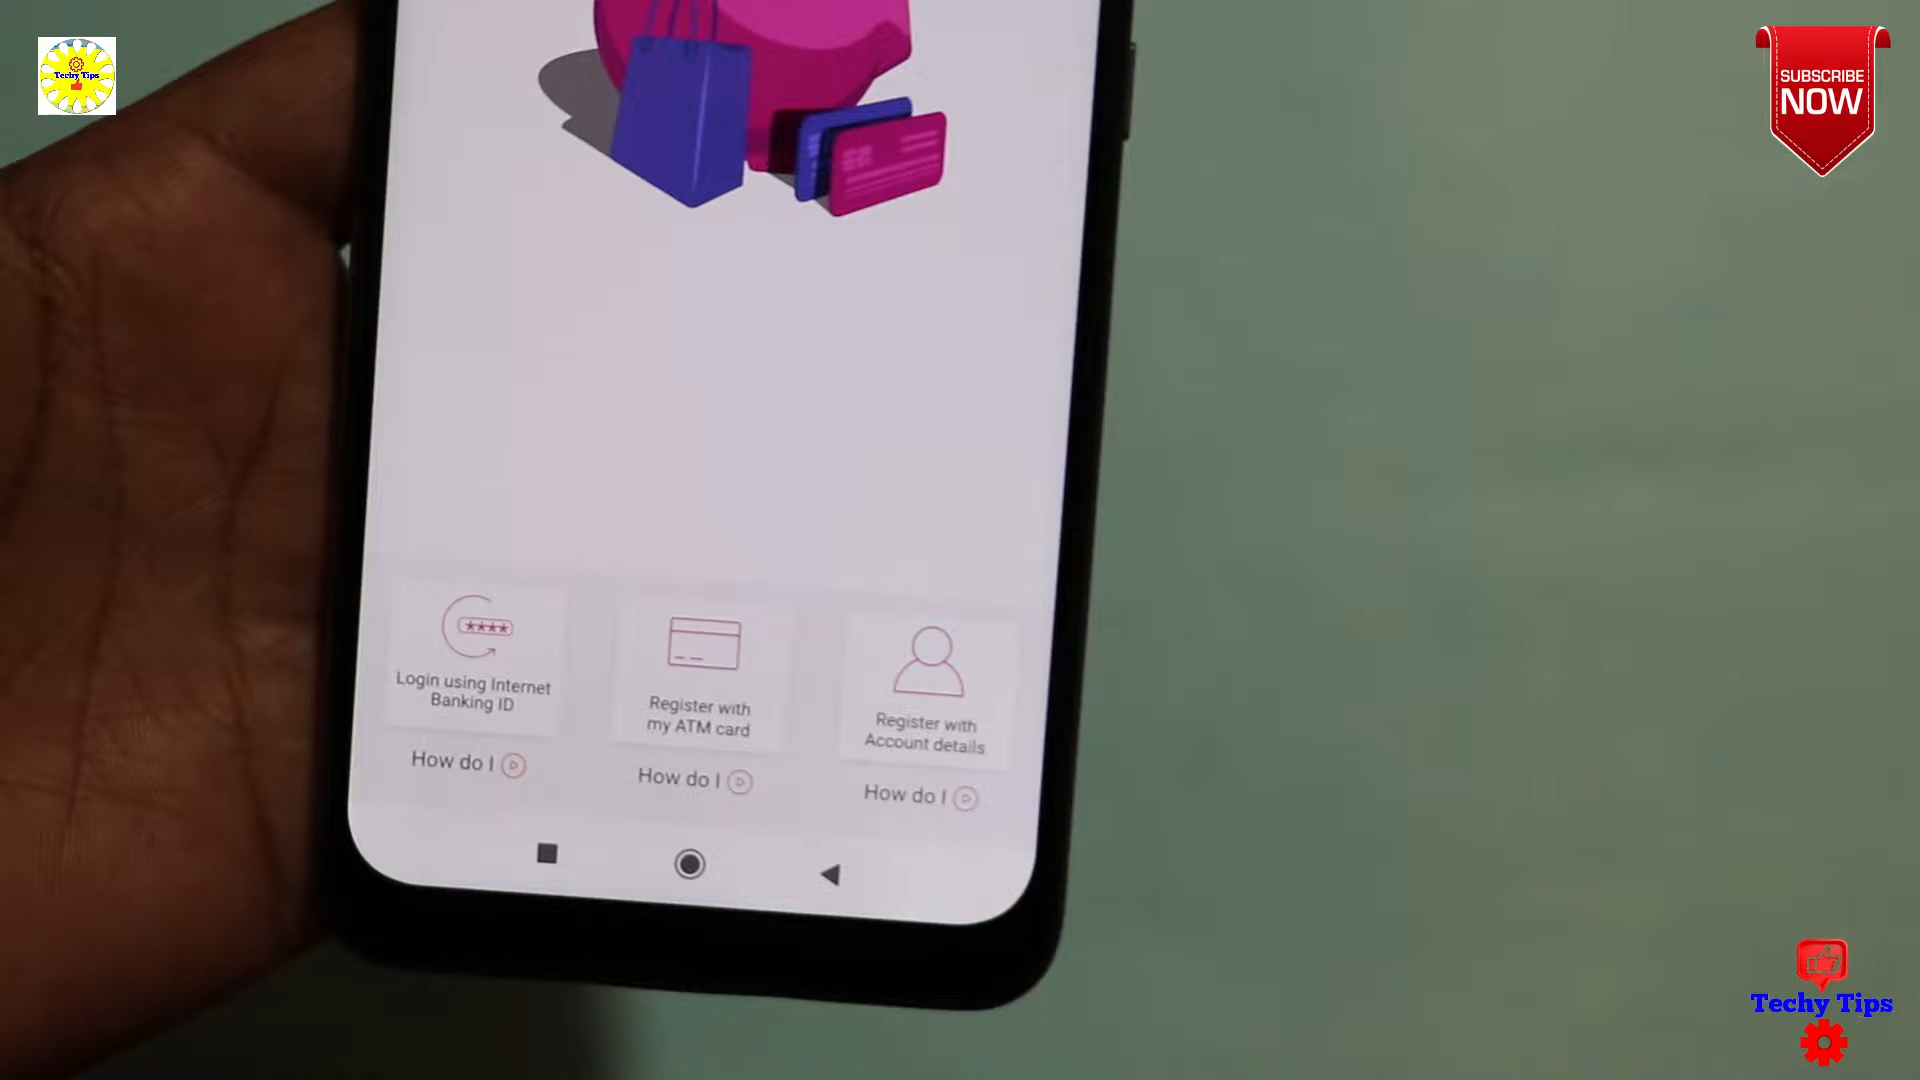 Techy Tips
SUBSCRIBE
NOW
****
Login using Internet
Banking ID
How do I
Register with
my ATM card
How do I
Register with
Account details
How do I
Techy Tips